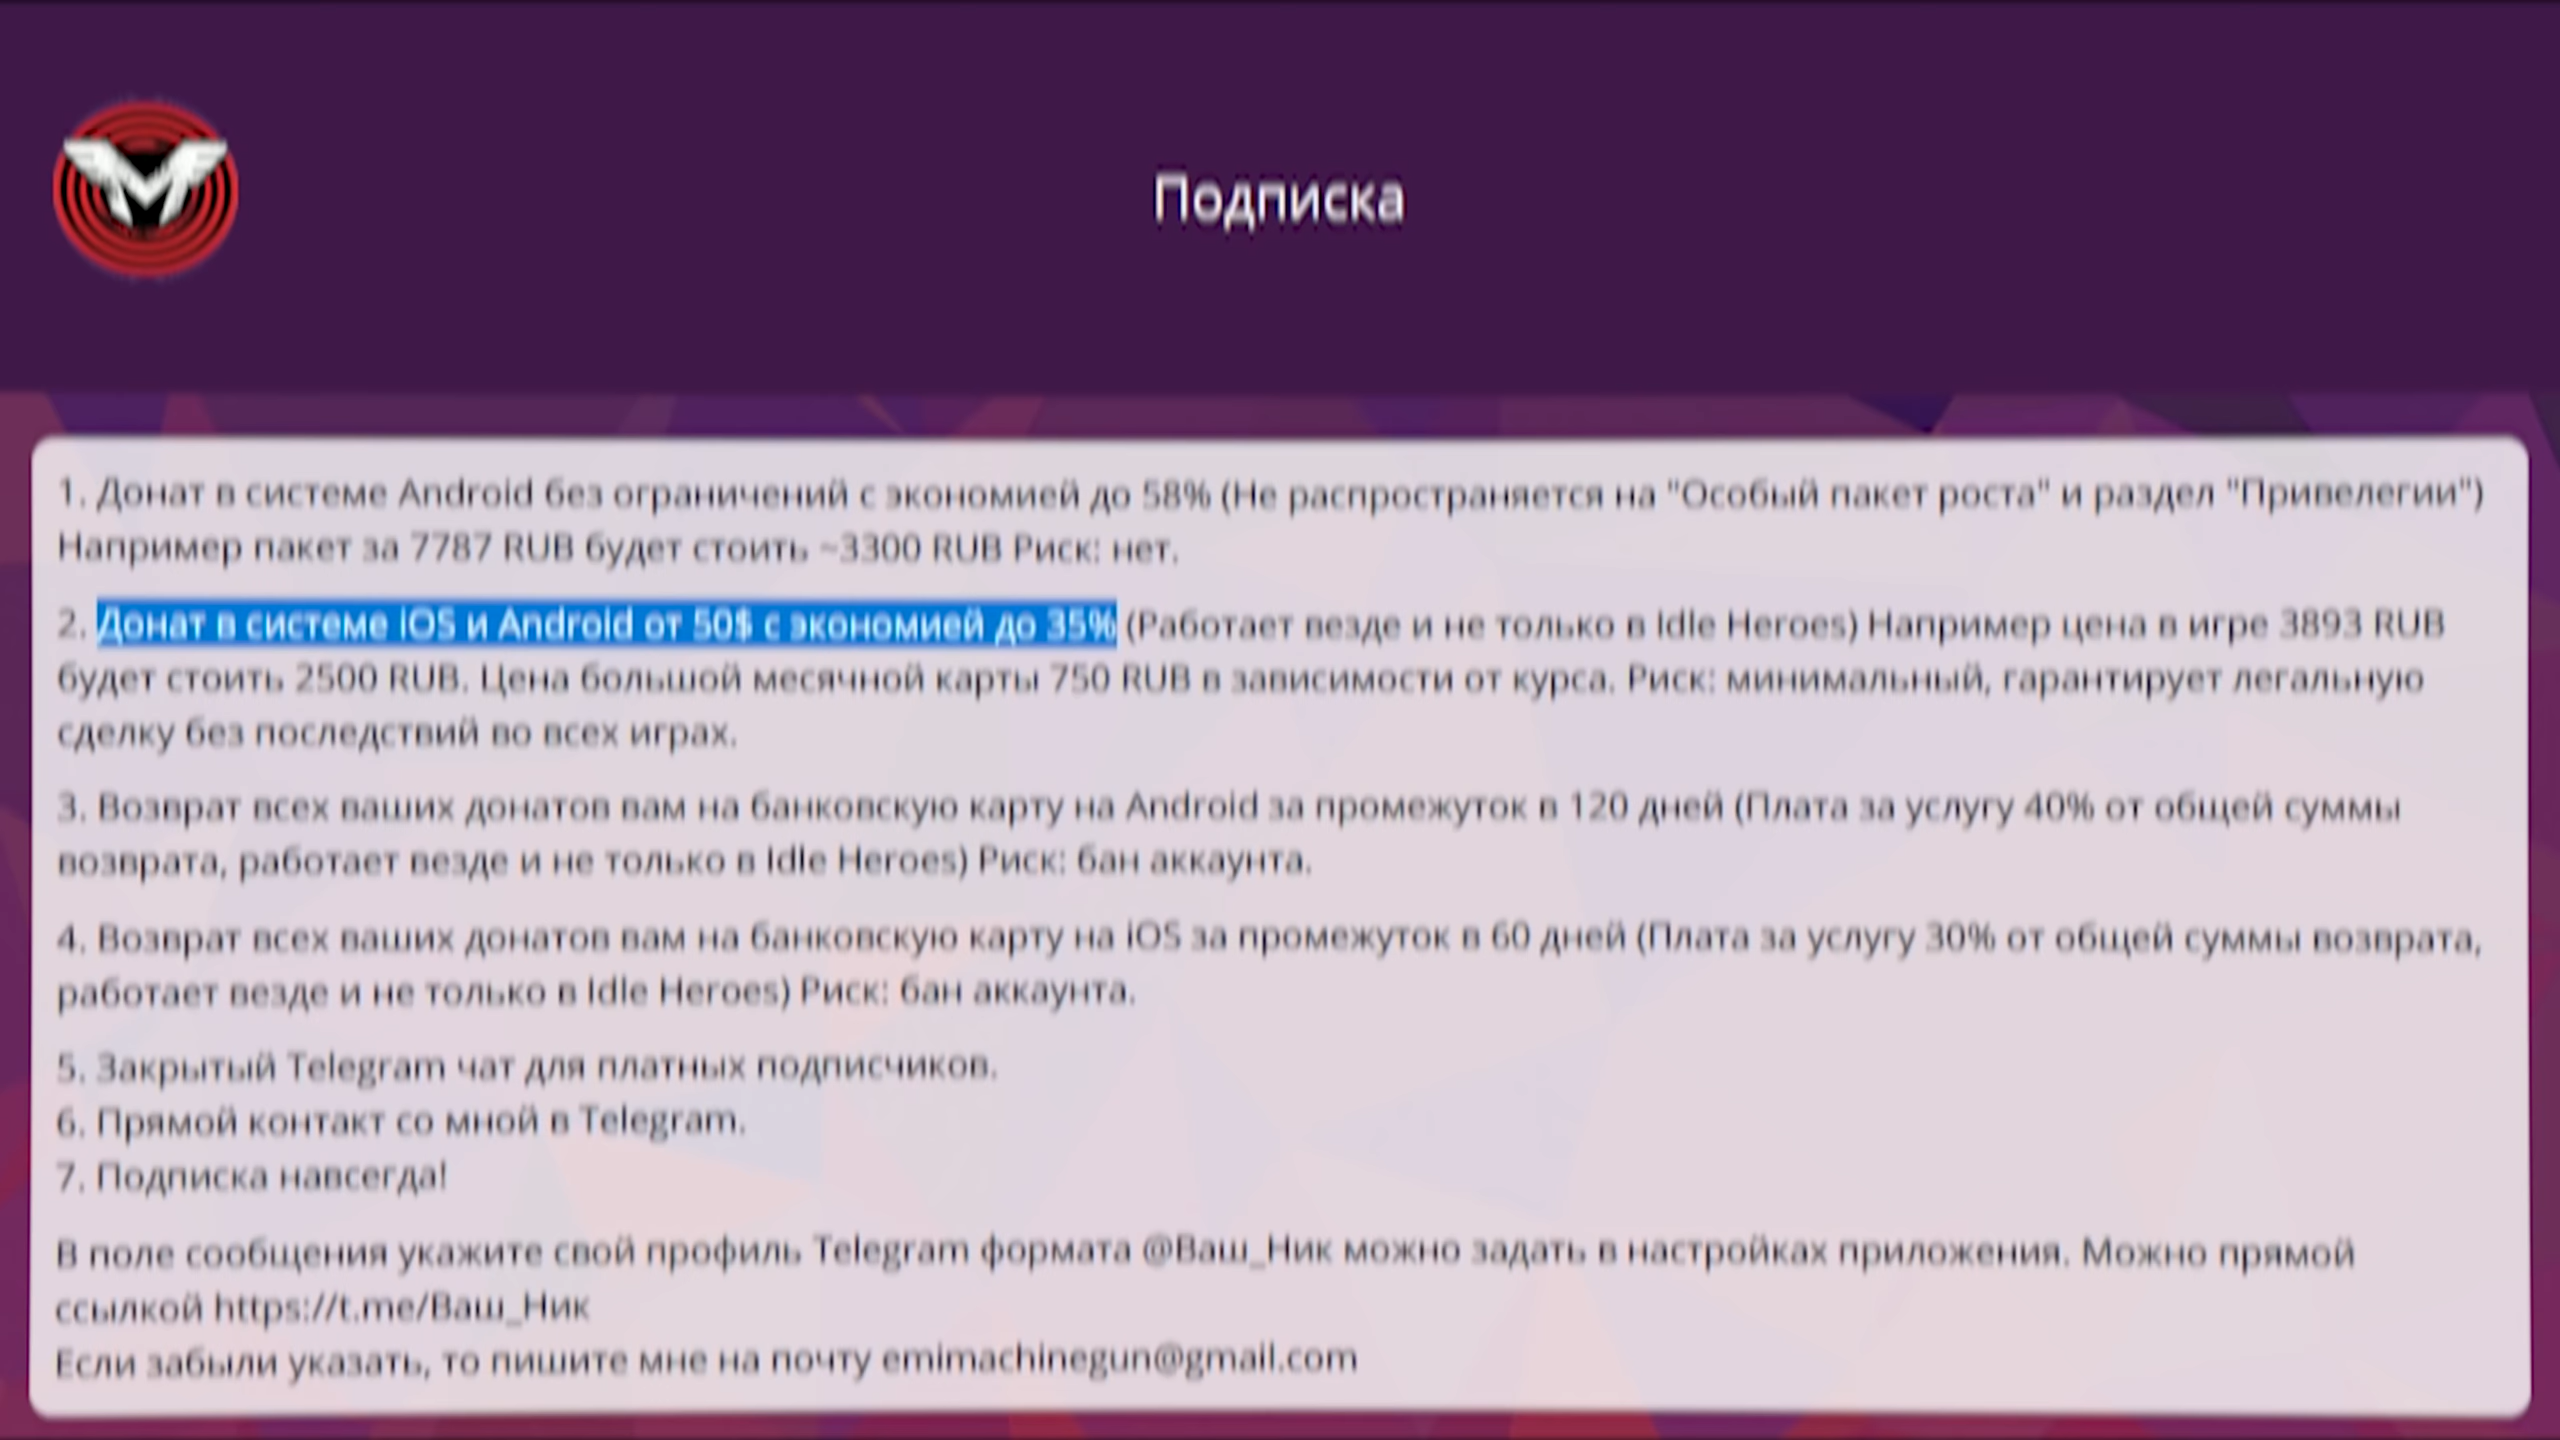 Подписка
1. Донат в системе Android без ограничений с экономией до 58% (Не распространяется на "Особый пакет роста" и раздел "Привелегии")
Например пакет за 7787 RUB будет стоить ~3300 RUB Риск: нет.
2. Донат в системе iOS и Android от 50$ с экономией до 35% (Работает везде и не только в Idle Heroes) Например цена в игре 3893 RUB
будет стоить 2500 RUB. Цена большой месячной карты 750 RUB в зависимости от курса. Риск: минимальный, гарантирует легальную
сделку без последствий во всех играх.
3. Возврат всех ваших донатов вам на банковскую карту на Android за промежуток в 120 дней (Плата за услугу 40% от общей суммы
возврата, работает везде и не только в Idle Heroes) Риск: бан аккаунта.
4. Возврат всех ваших донатов вам на банковскую карту на iOS за промежуток в 60 дней (Плата за услугу 30% от общей суммы возврата,
работает везде и не только в Idle Heroes) Риск: бан аккаунта.
5. Закрытый Telegram чат для платных подписчиков.
6. Прямой контакт со мной в Telegram.
7. Подписка навсегда!
В поле сообщения укажите свой профиль Telegram формата @Ваш_Ник можно задать в настройках приложения. Можно прямой
ссылкой https://t.me/Ваш_Ник
Если забыли указать, то пишите мне на почту emimachinegun@gmail.com